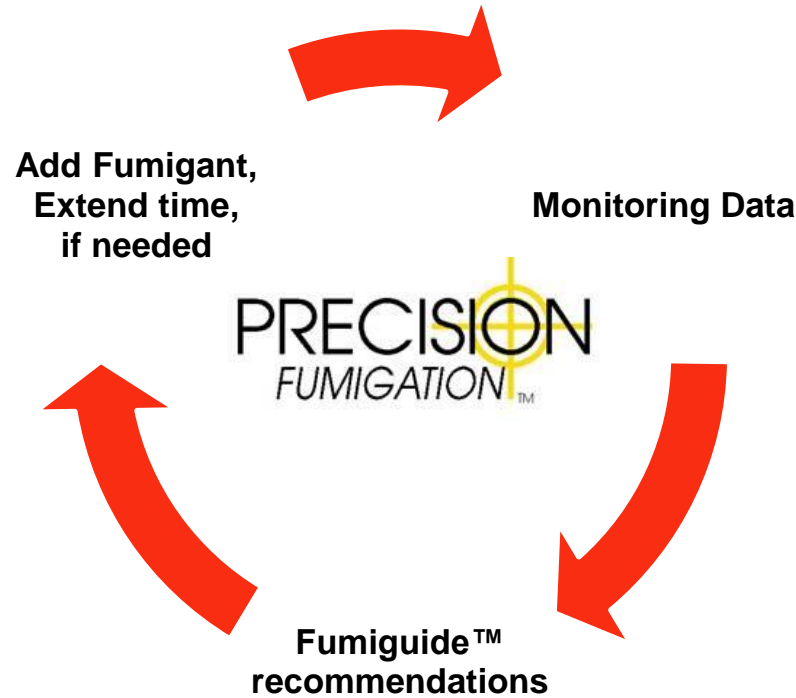 Add Fumigant,
Extend time,
if needed
Monitoring Data
PRECISION
FUMIGATION™
Fumiguide™
recommendations